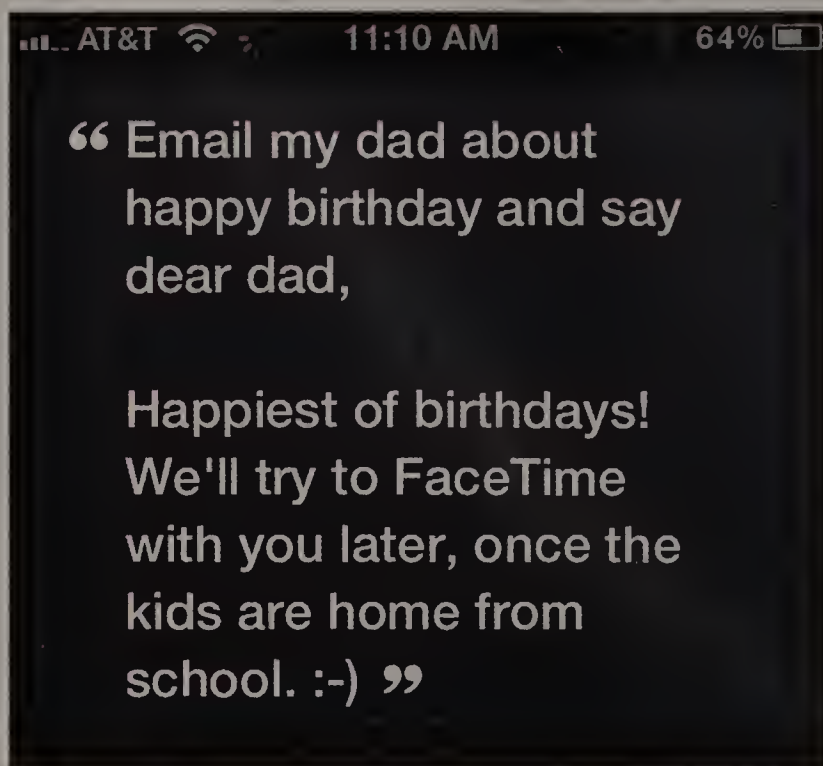 AT&T 11:10 AM 64%
“ Email my dad about
happy birthday and say
dear dad,
Happiest of birthdays!
We'll try to FaceTime
with you later, once the
kids are home from
school. :-) ”